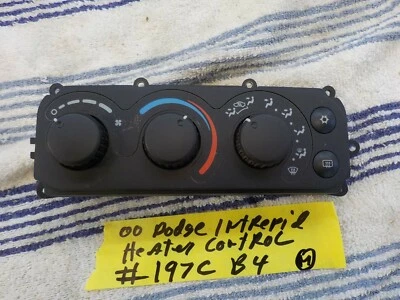 00 Dodge Intrepid
Heater Control
#197C B4 M